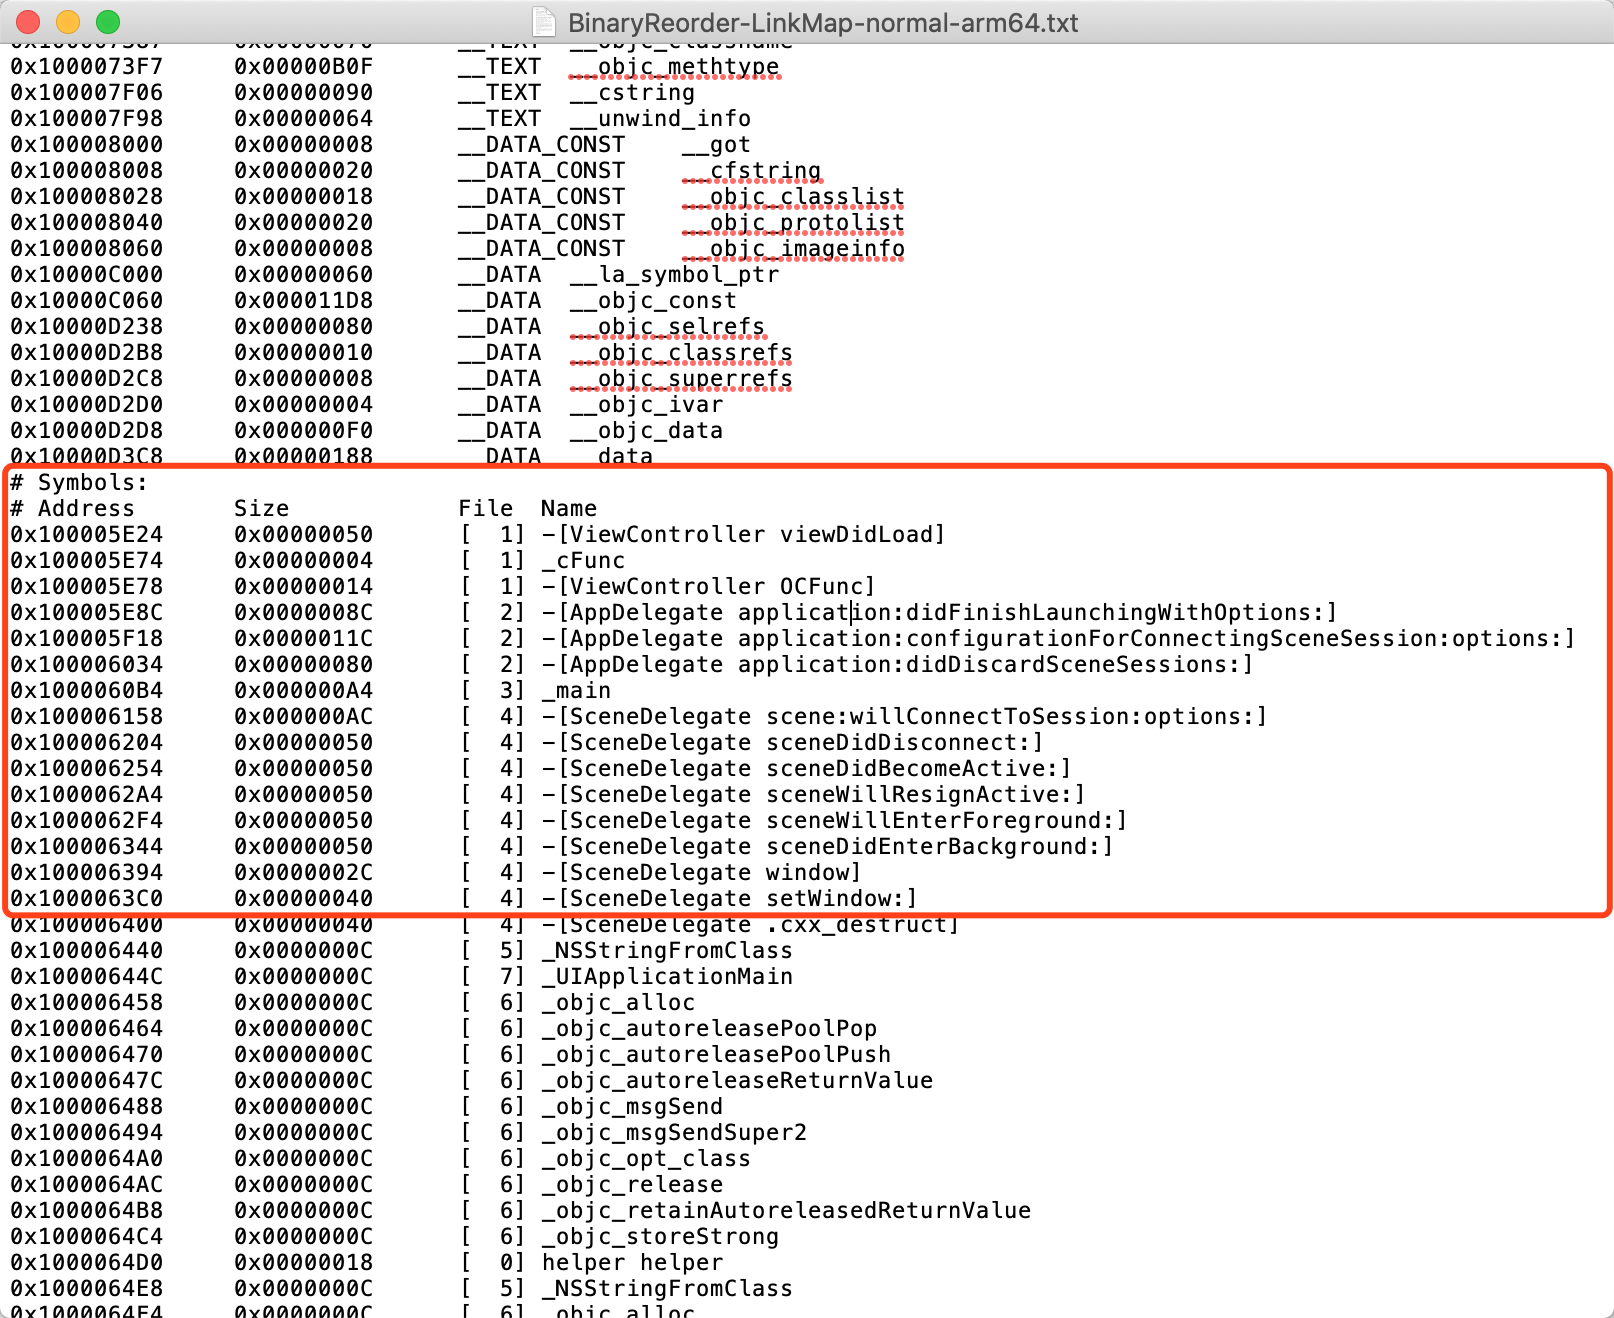 BinaryReorder-LinkMap-normal-arm64.txt
0x100007387 0x00000070 __TEXT __objc_classname
0x1000073F7 0x00000B0F __TEXT __objc_methtype
0x100007F06 0x00000090 __TEXT __cstring
0x100007F98 0x00000064 __TEXT __unwind_info
0x100008000 0x00000008 __DATA_CONST __got
0x100008008 0x00000020 __DATA_CONST __cfstring
0x100008028 0x00000018 __DATA_CONST __objc_classlist
0x100008040 0x00000020 __DATA_CONST __objc_protolist
0x100008060 0x00000008 __DATA_CONST __objc_imageinfo
0x10000C000 0x00000060 __DATA __la_symbol_ptr
0x10000C060 0x000011D8 __DATA __objc_const
0x10000D238 0x00000080 __DATA __objc_selrefs
0x10000D2B8 0x00000010 __DATA __objc_classrefs
0x10000D2C8 0x00000008 __DATA __objc_superrefs
0x10000D2D0 0x00000004 __DATA __objc_ivar
0x10000D2D8 0x000000F0 __DATA __objc_data
0x10000D3C8 0x00000188 __DATA __data
# Symbols:
# Address Size File Name
0x100005E24 0x00000050 [ 1] -[ViewController viewDidLoad]
0x100005E74 0x00000004 [ 1] _cFunc
0x100005E78 0x00000014 [ 1] -[ViewController OCFunc]
0x100005E8C 0x0000008C [ 2] -[AppDelegate application:didFinishLaunchingWithOptions:]
0x100005F18 0x0000011C [ 2] -[AppDelegate application:configurationForConnectingSceneSession:options:]
0x100006034 0x00000080 [ 2] -[AppDelegate application:didDiscardSceneSessions:]
0x1000060B4 0x000000A4 [ 3] _main
0x100006158 0x000000AC [ 4] -[SceneDelegate scene:willConnectToSession:options:]
0x100006204 0x00000050 [ 4] -[SceneDelegate sceneDidDisconnect:]
0x100006254 0x00000050 [ 4] -[SceneDelegate sceneDidBecomeActive:]
0x1000062A4 0x00000050 [ 4] -[SceneDelegate sceneWillResignActive:]
0x1000062F4 0x00000050 [ 4] -[SceneDelegate sceneWillEnterForeground:]
0x100006344 0x00000050 [ 4] -[SceneDelegate sceneDidEnterBackground:]
0x100006394 0x0000002C [ 4] -[SceneDelegate window]
0x1000063C0 0x00000040 [ 4] -[SceneDelegate setWindow:]
0x100006400 0x00000040 [ 4] -[SceneDelegate .cxx_destruct]
0x100006440 0x0000000C [ 5] _NSStringFromClass
0x10000644C 0x0000000C [ 7] _UIApplicationMain
0x100006458 0x0000000C [ 6] _objc_alloc
0x100006464 0x0000000C [ 6] _objc_autoreleasePoolPop
0x100006470 0x0000000C [ 6] _objc_autoreleasePoolPush
0x10000647C 0x0000000C [ 6] _objc_autoreleaseReturnValue
0x100006488 0x0000000C [ 6] _objc_msgSend
0x100006494 0x0000000C [ 6] _objc_msgSendSuper2
0x1000064A0 0x0000000C [ 6] _objc_opt_class
0x1000064AC 0x0000000C [ 6] _objc_release
0x1000064B8 0x0000000C [ 6] _objc_retainAutoreleasedReturnValue
0x1000064C4 0x0000000C [ 6] _objc_storeStrong
0x1000064D0 0x00000018 [ 0] helper helper
0x1000064E8 0x0000000C [ 5] _NSStringFromClass
0x1000064F4 0x0000000C [ 6] _objc_alloc